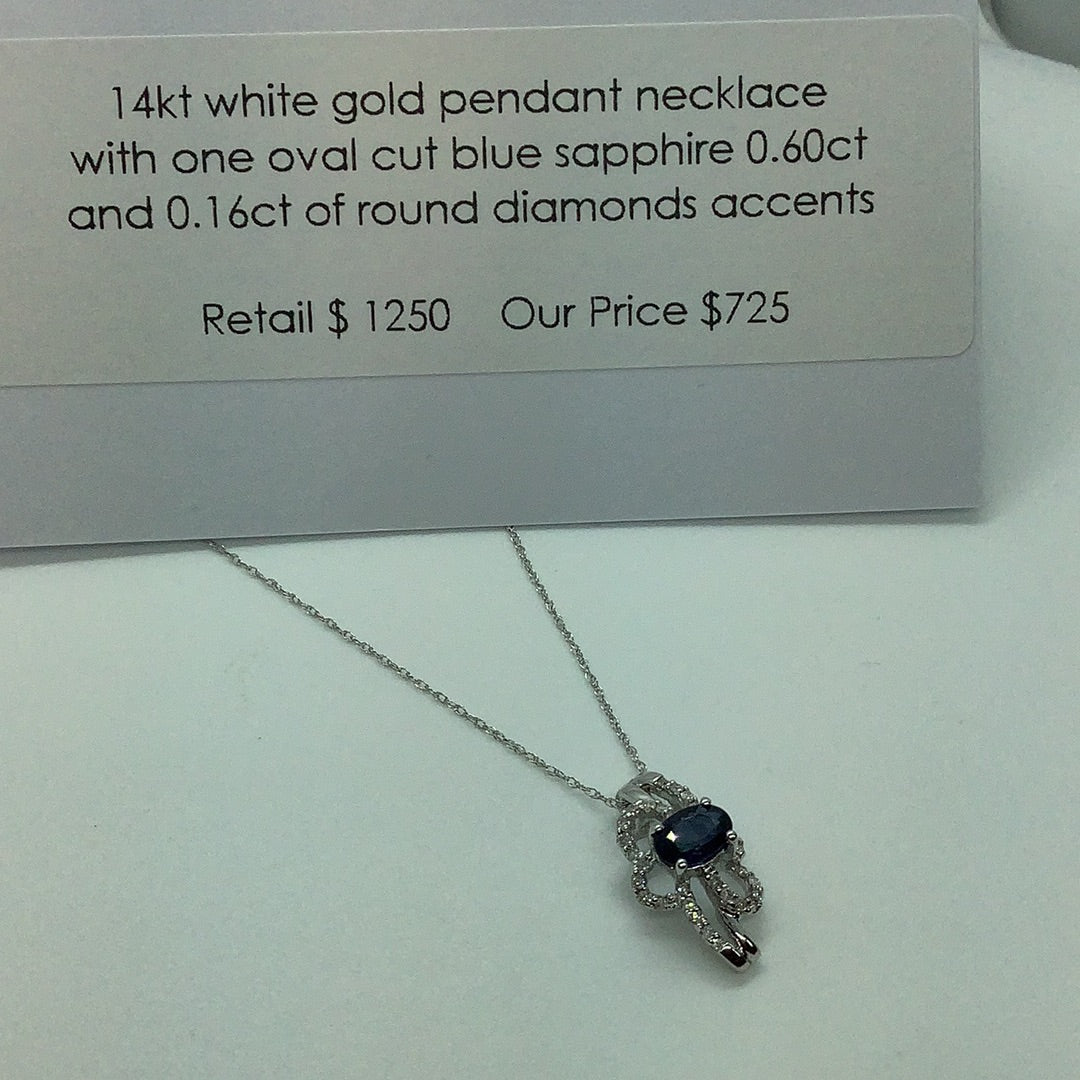 14kt white gold pendant necklace
with one oval cut blue sapphire 0.60ct
and 0.16ct of round diamonds accents
Retail $ 1250 Our Price $725